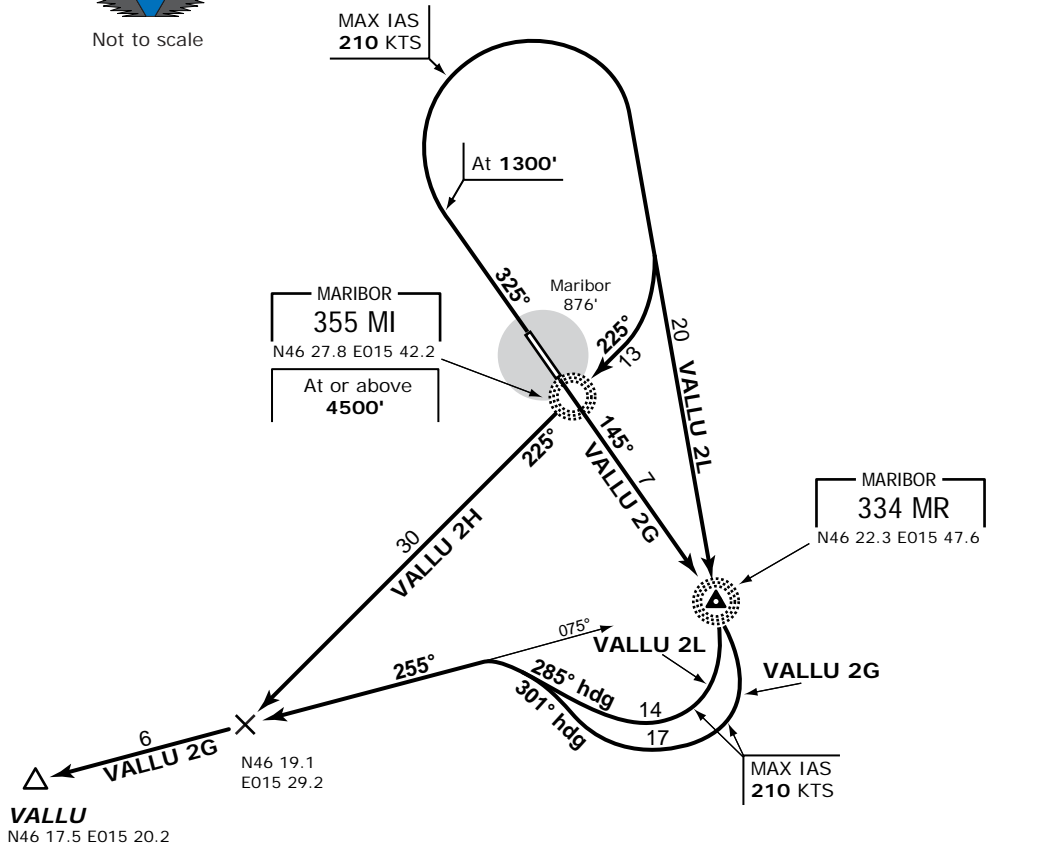 Not to scale
MAX IAS
210 KTS
At 1300'
325°
Maribor
876'
MARIBOR
355 MI
N46 27.8 E015 42.2
At or above
4500'
225°
13
20
VALLU 2L
145°
7
VALLU 2G
225°
30
VALLU 2H
MARIBOR
334 MR
N46 22.3 E015 47.6
075°
VALLU 2L
VALLU 2G
255°
285° hdg
14
301° hdg
17
6
VALLU 2G
N46 19.1
E015 29.2
MAX IAS
210 KTS
VALLU
N46 17.5 E015 20.2